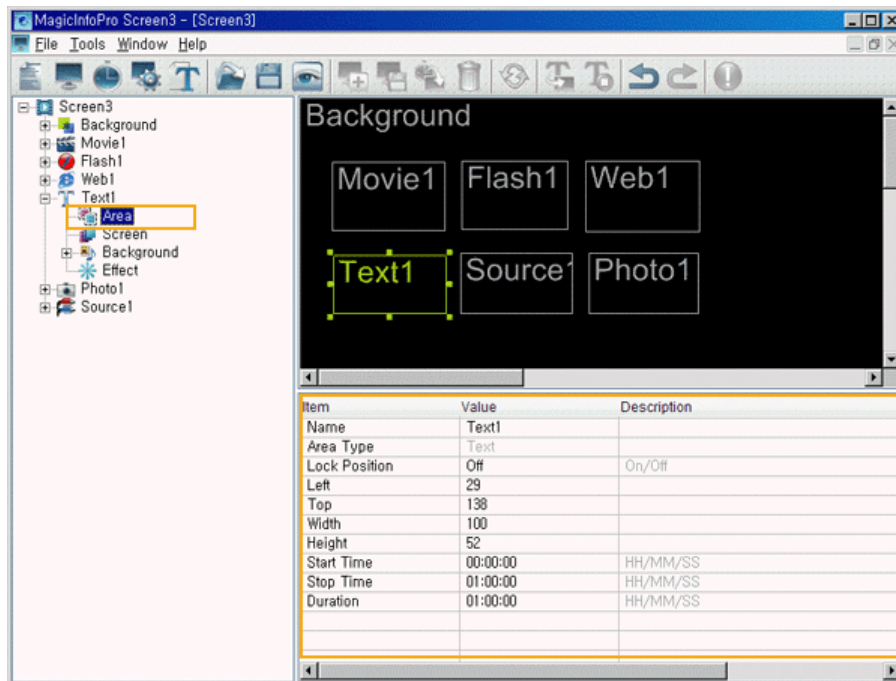 MagicInfoPro Screen3 - [Screen3]
File Tools Window Help
Screen3
Background
Movie1
Flash1
Web1
Text1
Area
Screen
Background
Effect
Photo1
Source1
Background
Movie1 Flash1 Web1
Text1 Source1 Photo1
Item Value Description
Name Text1
Area Type Text
Lock Position Off On/Off
Left 29
Top 138
Width 100
Height 52
Start Time 00:00:00 HH/MM/SS
Stop Time 01:00:00 HH/MM/SS
Duration 01:00:00 HH/MM/SS